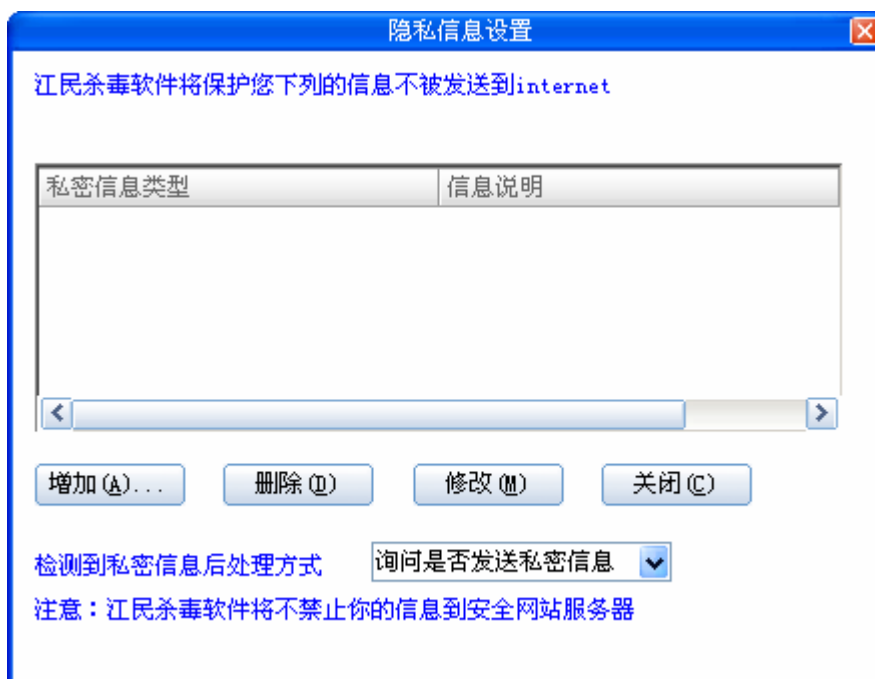 隐私信息设置
江民杀毒软件将保护您下列的信息不被发送到internet
私密信息类型 信息说明
增加(A)... 删除(D) 修改(M) 关闭(C)
检测到私密信息后处理方式 询问是否发送私密信息
注意：江民杀毒软件将不禁止你的信息到安全网站服务器